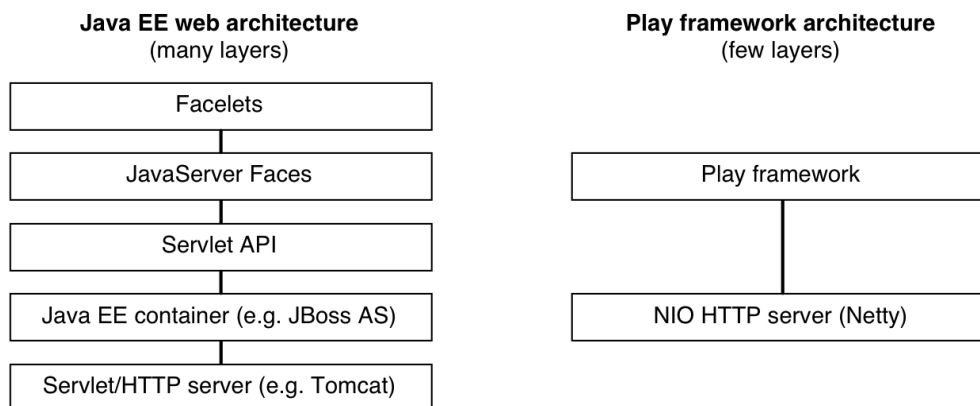 Java EE web architecture
(many layers)
Facelets
JavaServer Faces
Servlet API
Java EE container (e.g. JBoss AS)
Servlet/HTTP server (e.g. Tomcat)
Play framework architecture
(few layers)
Play framework
NIO HTTP server (Netty)